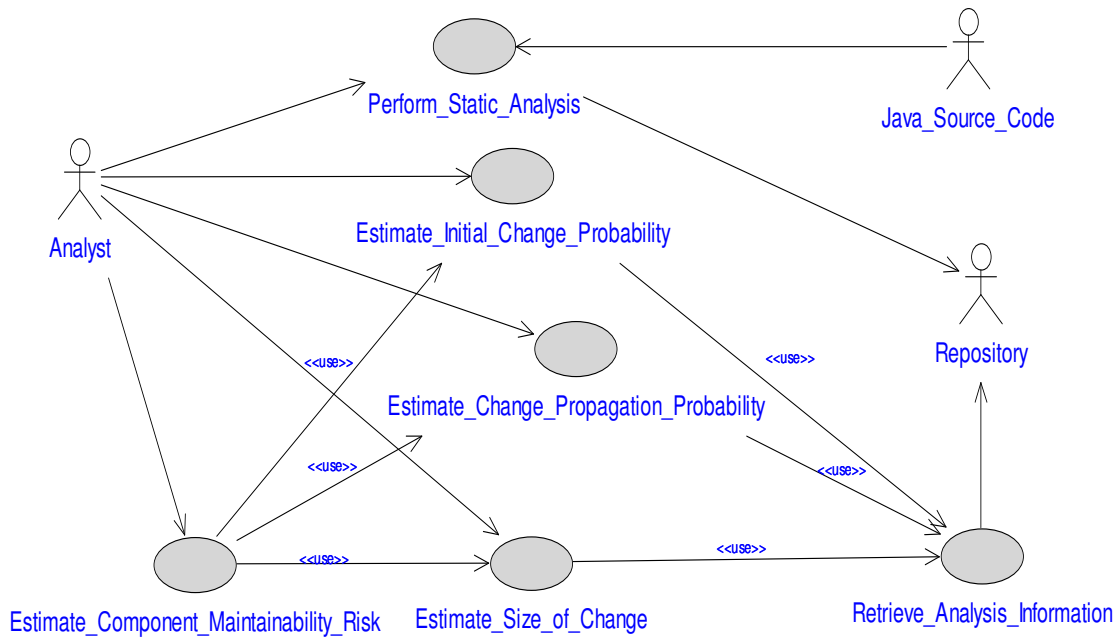 Perform_Static_Analysis
Java_Source_Code
Analyst
Estimate_Initial_Change_Probability
Repository
<<use>>
<<use>>
Estimate_Change_Propagation_Probability
<<use>>
<<use>>
<<use>>
<<use>>
Estimate_Component_Maintainability_Risk
Estimate_Size_of_Change
Retrieve_Analysis_Information